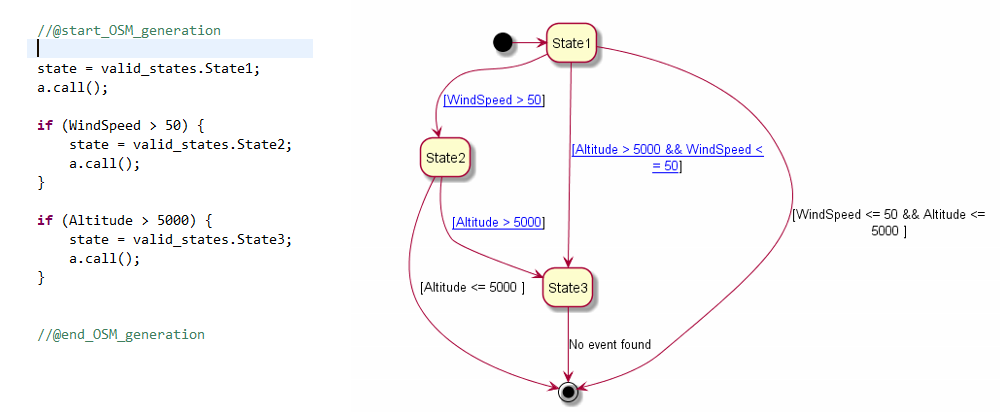 //@start_OSM_generation
state = valid_states.State1;
a.call();
if (WindSpeed > 50) {
state = valid_states.State2;
a.call();
}
if (Altitude > 5000) {
state = valid_states.State3;
a.call();
}
//@end_OSM_generation
State1
[WindSpeed > 50]
State2
[Altitude > 5000 && WindSpeed <
= 50]
[WindSpeed <= 50 && Altitude <=
5000 ]
[Altitude > 5000]
[Altitude <= 5000 ]
State3
No event found